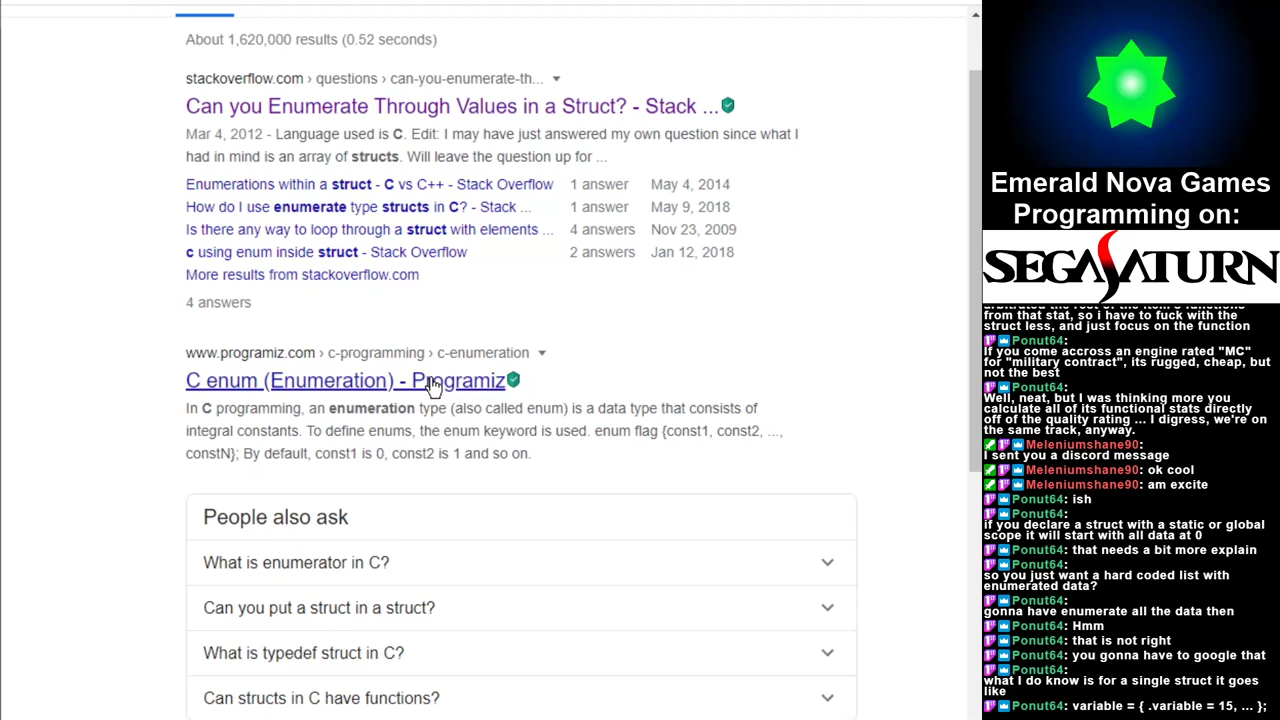 About 1,620,000 results (0.52 seconds)
stackoverflow.com › questions › can-you-enumerate-th...
Can you Enumerate Through Values in a Struct? - Stack ...
Mar 4, 2012 - Language used is C. Edit: I may have just answered my own question since what I
had in mind is an array of structs. Will leave the question up for ...
Enumerations within a struct - C vs C++ - Stack Overflow 1 answer May 4, 2014
How do I use enumerate type structs in C? - Stack ... 1 answer May 9, 2018
Is there any way to loop through a struct with elements ... 4 answers Nov 23, 2009
c using enum inside struct - Stack Overflow 2 answers Jan 12, 2018
More results from stackoverflow.com
4 answers
www.programiz.com › c-programming › c-enumeration
C enum (Enumeration) - Programiz
In C programming, an enumeration type (also called enum) is a data type that consists of
integral constants. To define enums, the enum keyword is used. enum flag {const1, const2, ...,
constN}; By default, const1 is 0, const2 is 1 and so on.
People also ask
What is enumerator in C?
Can you put a struct in a struct?
What is typedef struct in C?
Can structs in C have functions?
Emerald Nova Games
Programming on:
SEGA SATURN
from that stat, so i have to fuck with the
struct less, and just focus on the function
Ponut64:
If you come accross an engine rated "MC"
for "military contract", its rugged, cheap, but
not the best
Ponut64:
Well, neat, but I was thinking more you
calculate all of its functional stats directly
off of the quality rating ... I digress, we're on
the same track, anyway.
Meleniumshane90:
I sent you a discord message
Meleniumshane90: ok cool
Meleniumshane90: am excite
Ponut64: ish
Ponut64:
if you declare a struct with a static or global
scope it will start with all data at 0
Ponut64: that needs a bit more explain
Ponut64:
so you just want a hard coded list with
enumerated data?
Ponut64:
gonna have enumerate all the data then
Ponut64: Hmm
Ponut64: that is not right
Ponut64: you gonna have to google that
Ponut64:
what I do know is for a single struct it goes
like
Ponut64: variable = { .variable = 15, ... };